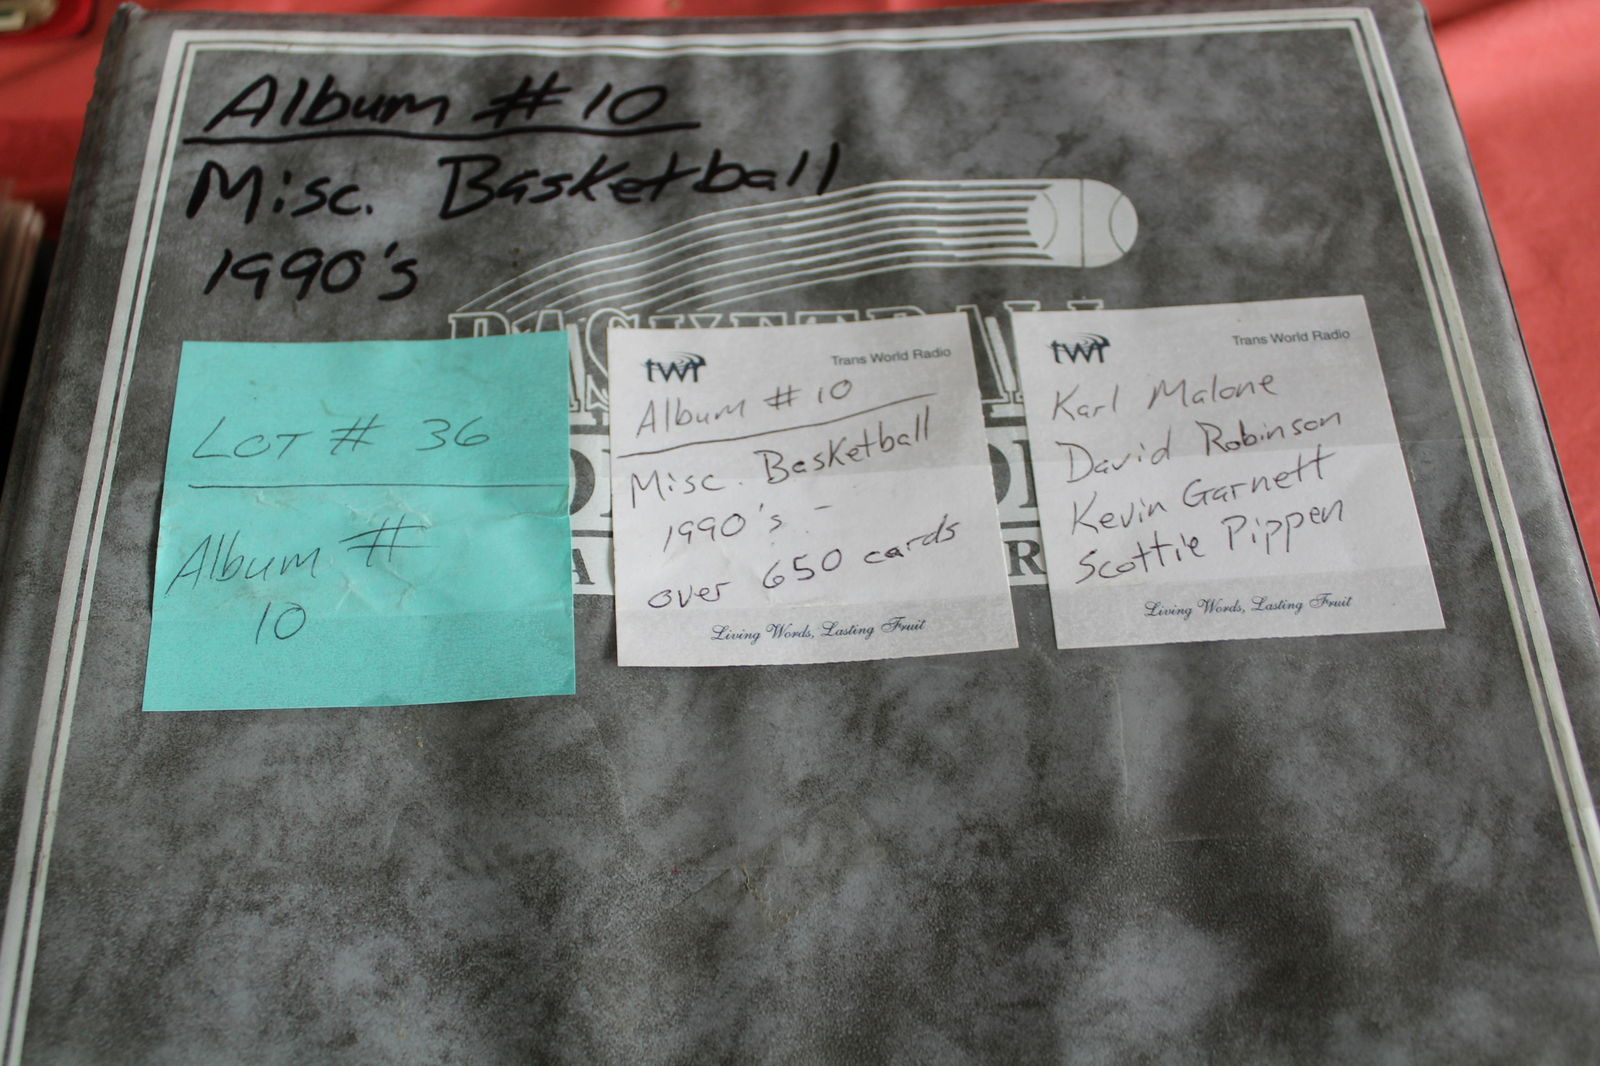 Album # 10
Misc. Basketball
1990's
BASKETBALL
LOT # 36
Album #
10
twr Trans World Radio
Album # 10
Misc. Basketball
1990's -
over 650 cards
Living Words, Lasting Fruit
twr Trans World Radio
Karl Malone
David Robinson
Kevin Garnett
Scottie Pippen
Living Words, Lasting Fruit